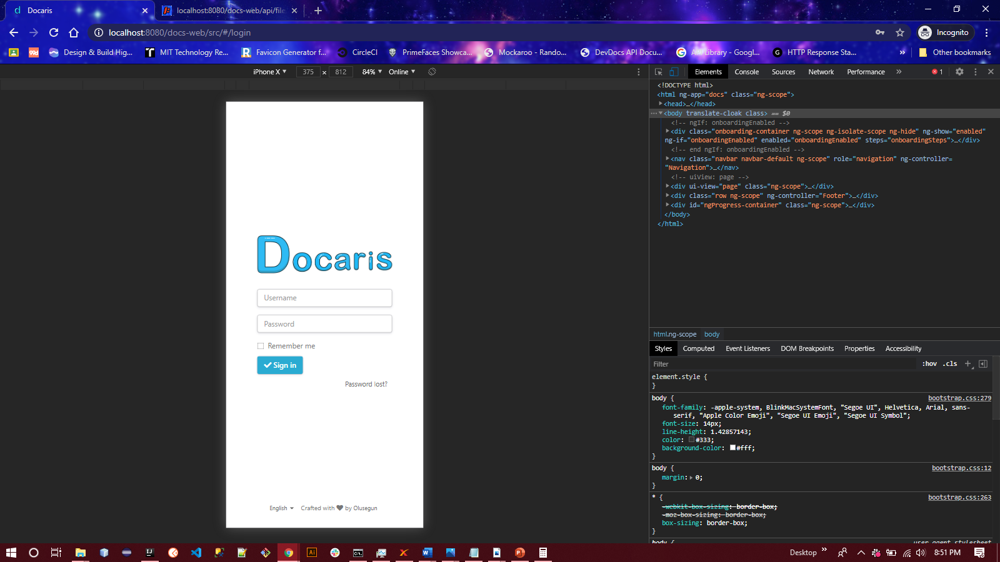 Docaris
localhost:8080/docs-web/api/file
localhost:8080/docs-web/src/#/login
Incognito
Design & Build Hig...
MIT Technology Re...
Favicon Generator f...
CircleCI
PrimeFaces Showca...
Mockaroo - Rando...
DevDocs API Docu...
Library - Googl...
HTTP Response Sta...
»
Other bookmarks
iPhone X ▼ 375 × 812 84% ▼ Online ▼
Elements Console Sources Network Performance » 1
<!DOCTYPE html>
<html ng-app="docs" class="ng-scope">
<head>…</head>
<body translate-cloak class> == $0
<!-- ngIf: onboardingEnabled -->
<div class="onboarding-container ng-scope ng-isolate-scope ng-hide" ng-show="enabled"
ng-if="onboardingEnabled" enabled="onboardingEnabled" steps="onboardingSteps">…</div>
<!-- end ngIf: onboardingEnabled -->
<nav class="navbar navbar-default ng-scope" role="navigation" ng-controller=
"Navigation">…</nav>
<!-- uiView: page -->
<div ui-view="page" class="ng-scope">…</div>
<div class="row ng-scope" ng-controller="Footer">…</div>
<div id="ngProgress-container" class="ng-scope">…</div>
</body>
</html>
Docaris
Username
Password
Remember me
Sign in
Password lost?
English Crafted with ❤ by Olusegun
html.ng-scope body
Styles Computed Event Listeners DOM Breakpoints Properties Accessibility
Filter :hov .cls +
element.style {
}
body { bootstrap.css:279
font-family: -apple-system, BlinkMacSystemFont, "Segoe UI", Helvetica, Arial, sans-
serif, "Apple Color Emoji", "Segoe UI Emoji", "Segoe UI Symbol";
font-size: 14px;
line-height: 1.42857143;
color: #333;
background-color: #fff;
}
body { bootstrap.css:12
margin: 0;
}
* { bootstrap.css:263
-webkit-box-sizing: border-box;
-moz-box-sizing: border-box;
box-sizing: border-box;
}
body { user agent stylesheet
Desktop » 8:51 PM